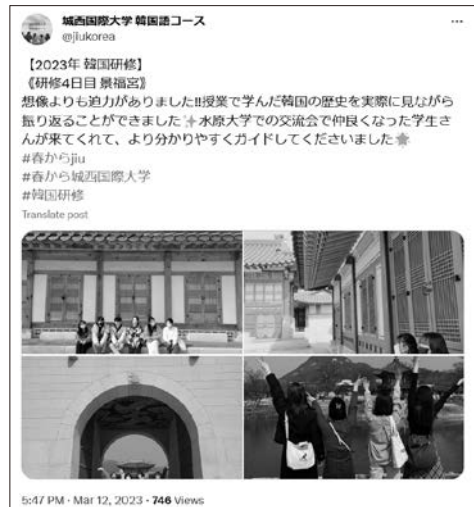 城西国際大学 韓国語コース
@jiukorea
【2023年 韓国研修】
《研修4日目 景福宮》
想像よりも迫力がありました‼授業で学んだ韓国の歴史を実際に見ながら
振り返ることができました✨水原大学での交流会で仲良くなった学生さ
んが来てくれて、より分かりやすくガイドしてくださいました🌟
#春からjiu
#春から城西国際大学
#韓国研修
Translate post
5:47 PM · Mar 12, 2023 · 746 Views